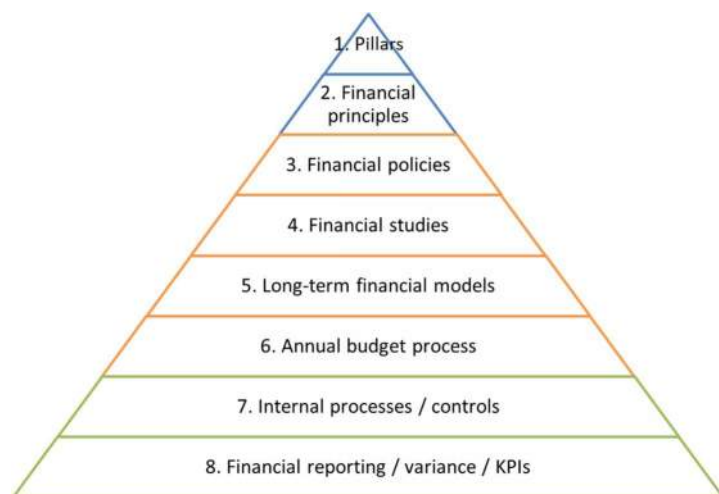 1. Pillars
2. Financial
principles
3. Financial policies
4. Financial studies
5. Long-term financial models
6. Annual budget process
7. Internal processes / controls
8. Financial reporting / variance / KPIs